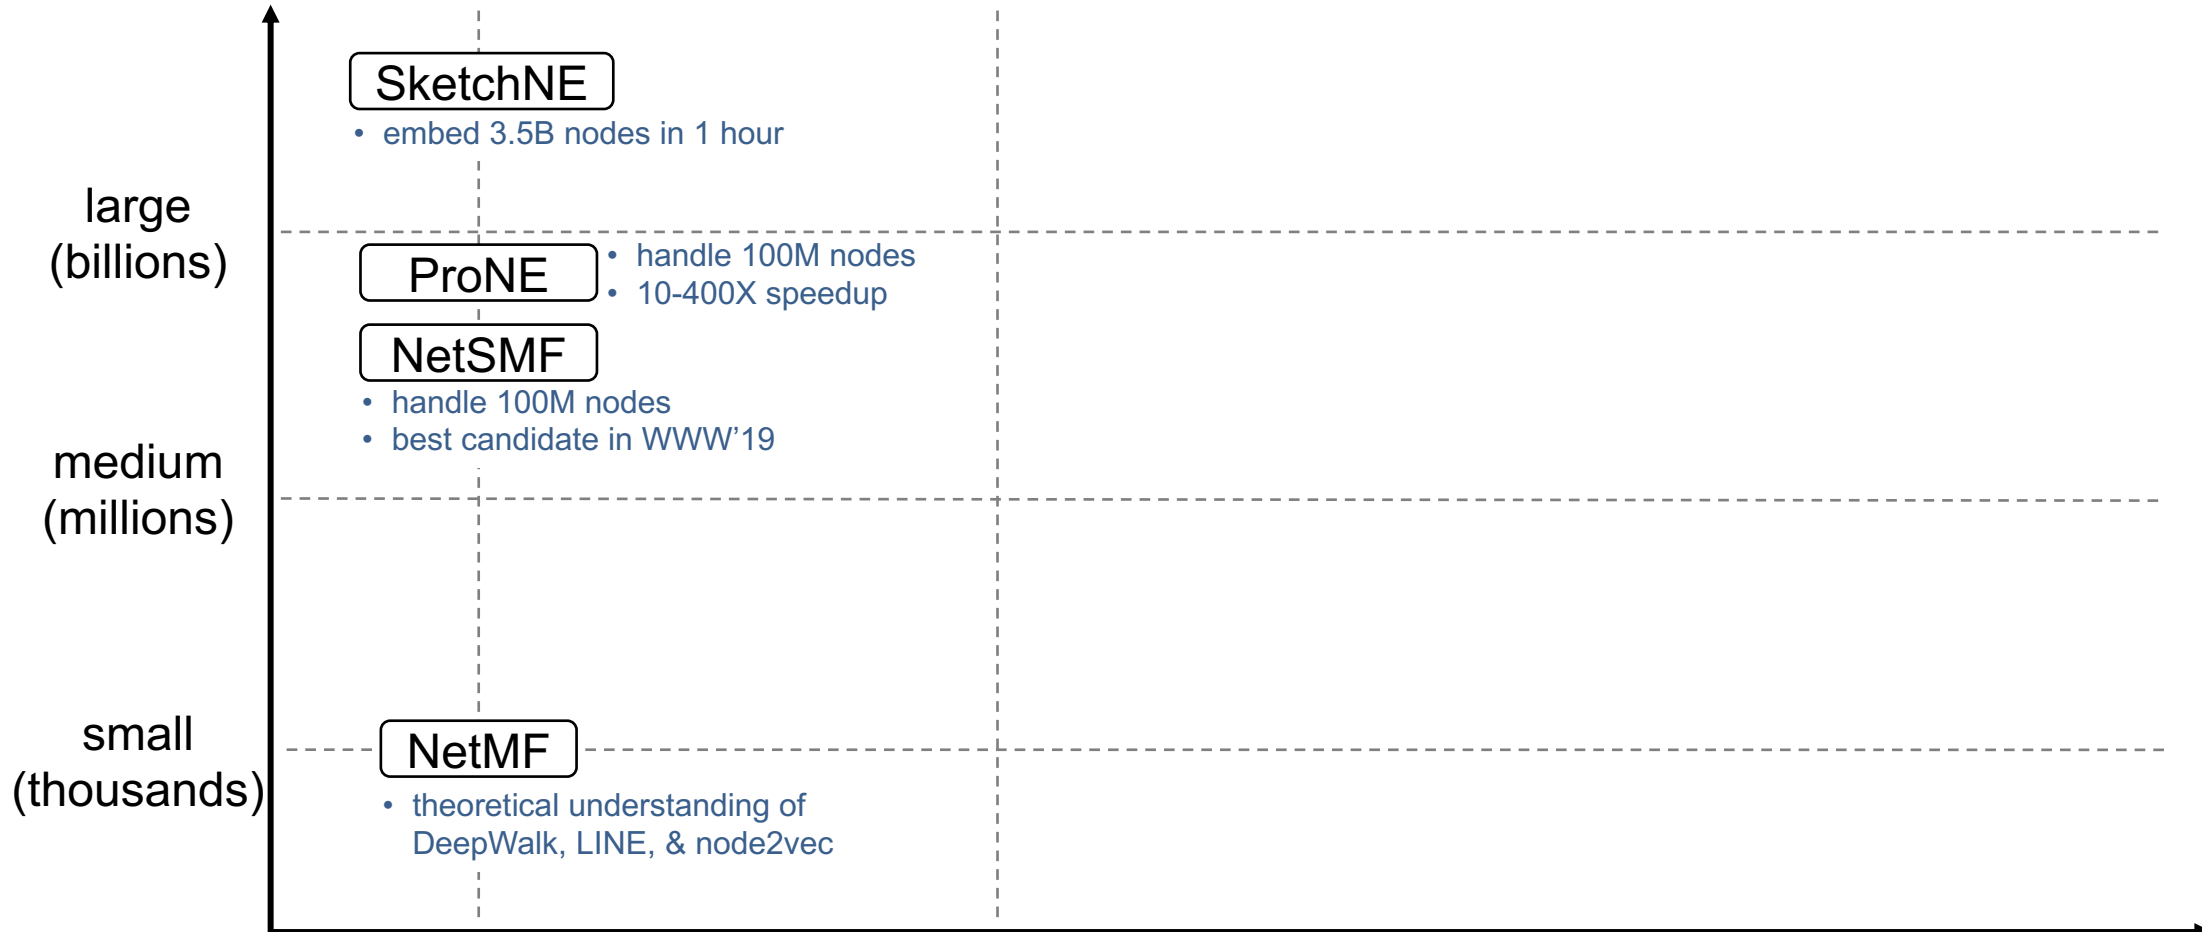 SketchNE
• embed 3.5B nodes in 1 hour
large
(billions)
ProNE
• handle 100M nodes
• 10-400X speedup
NetSMF
• handle 100M nodes
• best candidate in WWW’19
medium
(millions)
small
(thousands)
NetMF
• theoretical understanding of
DeepWalk, LINE, & node2vec